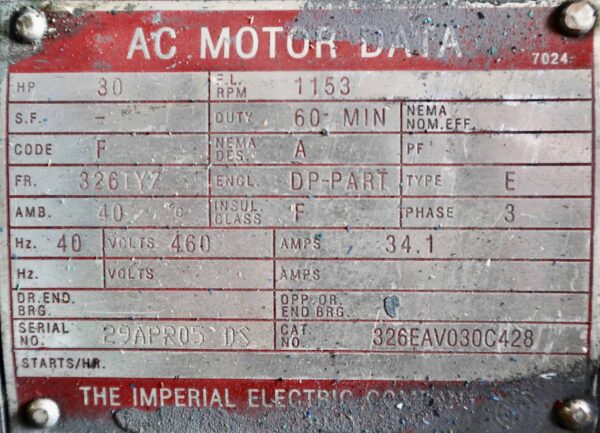 AC MOTOR DATA
7024
HP 30 F.L. RPM 1153
S.F. - DUTY 60 MIN NEMA NOM.EFF.
CODE F NEMA DES. A PF
FR. 326TYZ ENCL. DP-PART TYPE E
AMB. 40 °C INSUL. CLASS F PHASE 3
Hz. 40 VOLTS 460 AMPS 34.1
Hz. VOLTS AMPS
DR.END. BRG. OPP.DR. END BRG.
SERIAL NO. 29APR05 DS CAT. NO. 326EAV030C428
STARTS/HR.
THE IMPERIAL ELECTRIC COMPANY